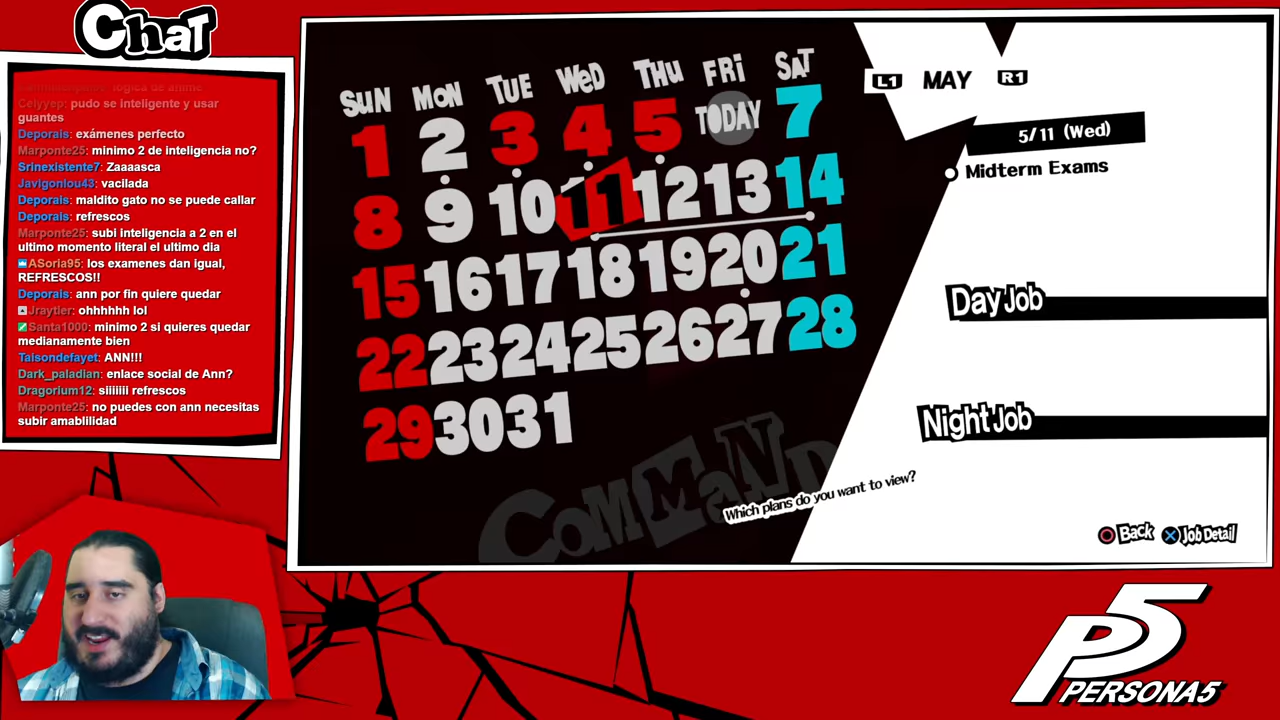 Chat
Celyyep: pudo se inteligente y usar
guantes
Deporais: exámenes perfecto
Marponte25: minimo 2 de inteligencia no?
Srinexistente7: Zaaaasca
Javigonlou43: vacilada
Deporais: maldito gato no se puede callar
Deporais: refrescos
Marponte25: subi inteligencia a 2 en el
ultimo momento literal el ultimo dia
ASoria95: los examenes dan igual,
REFRESCOS!!
Deporais: ann por fin quiere quedar
Jraytler: ohhhhhh lol
Santa1000: minimo 2 si quieres quedar
medianamente bien
Taisondefayet: ANN!!!
Dark_paladian: enlace social de Ann?
Dragorium12: siiiiiii refrescos
Marponte25: no puedes con ann necesitas
subir amablilidad
SUN MON TUE WED THU FRI SAT
1 2 3 4 5 TODAY 7
8 9 10 11 12 13 14
15 16 17 18 19 20 21
22 23 24 25 26 27 28
29 30 31
COMMAND
Which plans do you want to view?
L1 MAY R1
5/11 (Wed)
Midterm Exams
Day Job
Night Job
Back Job Detail
P5
PERSONA5